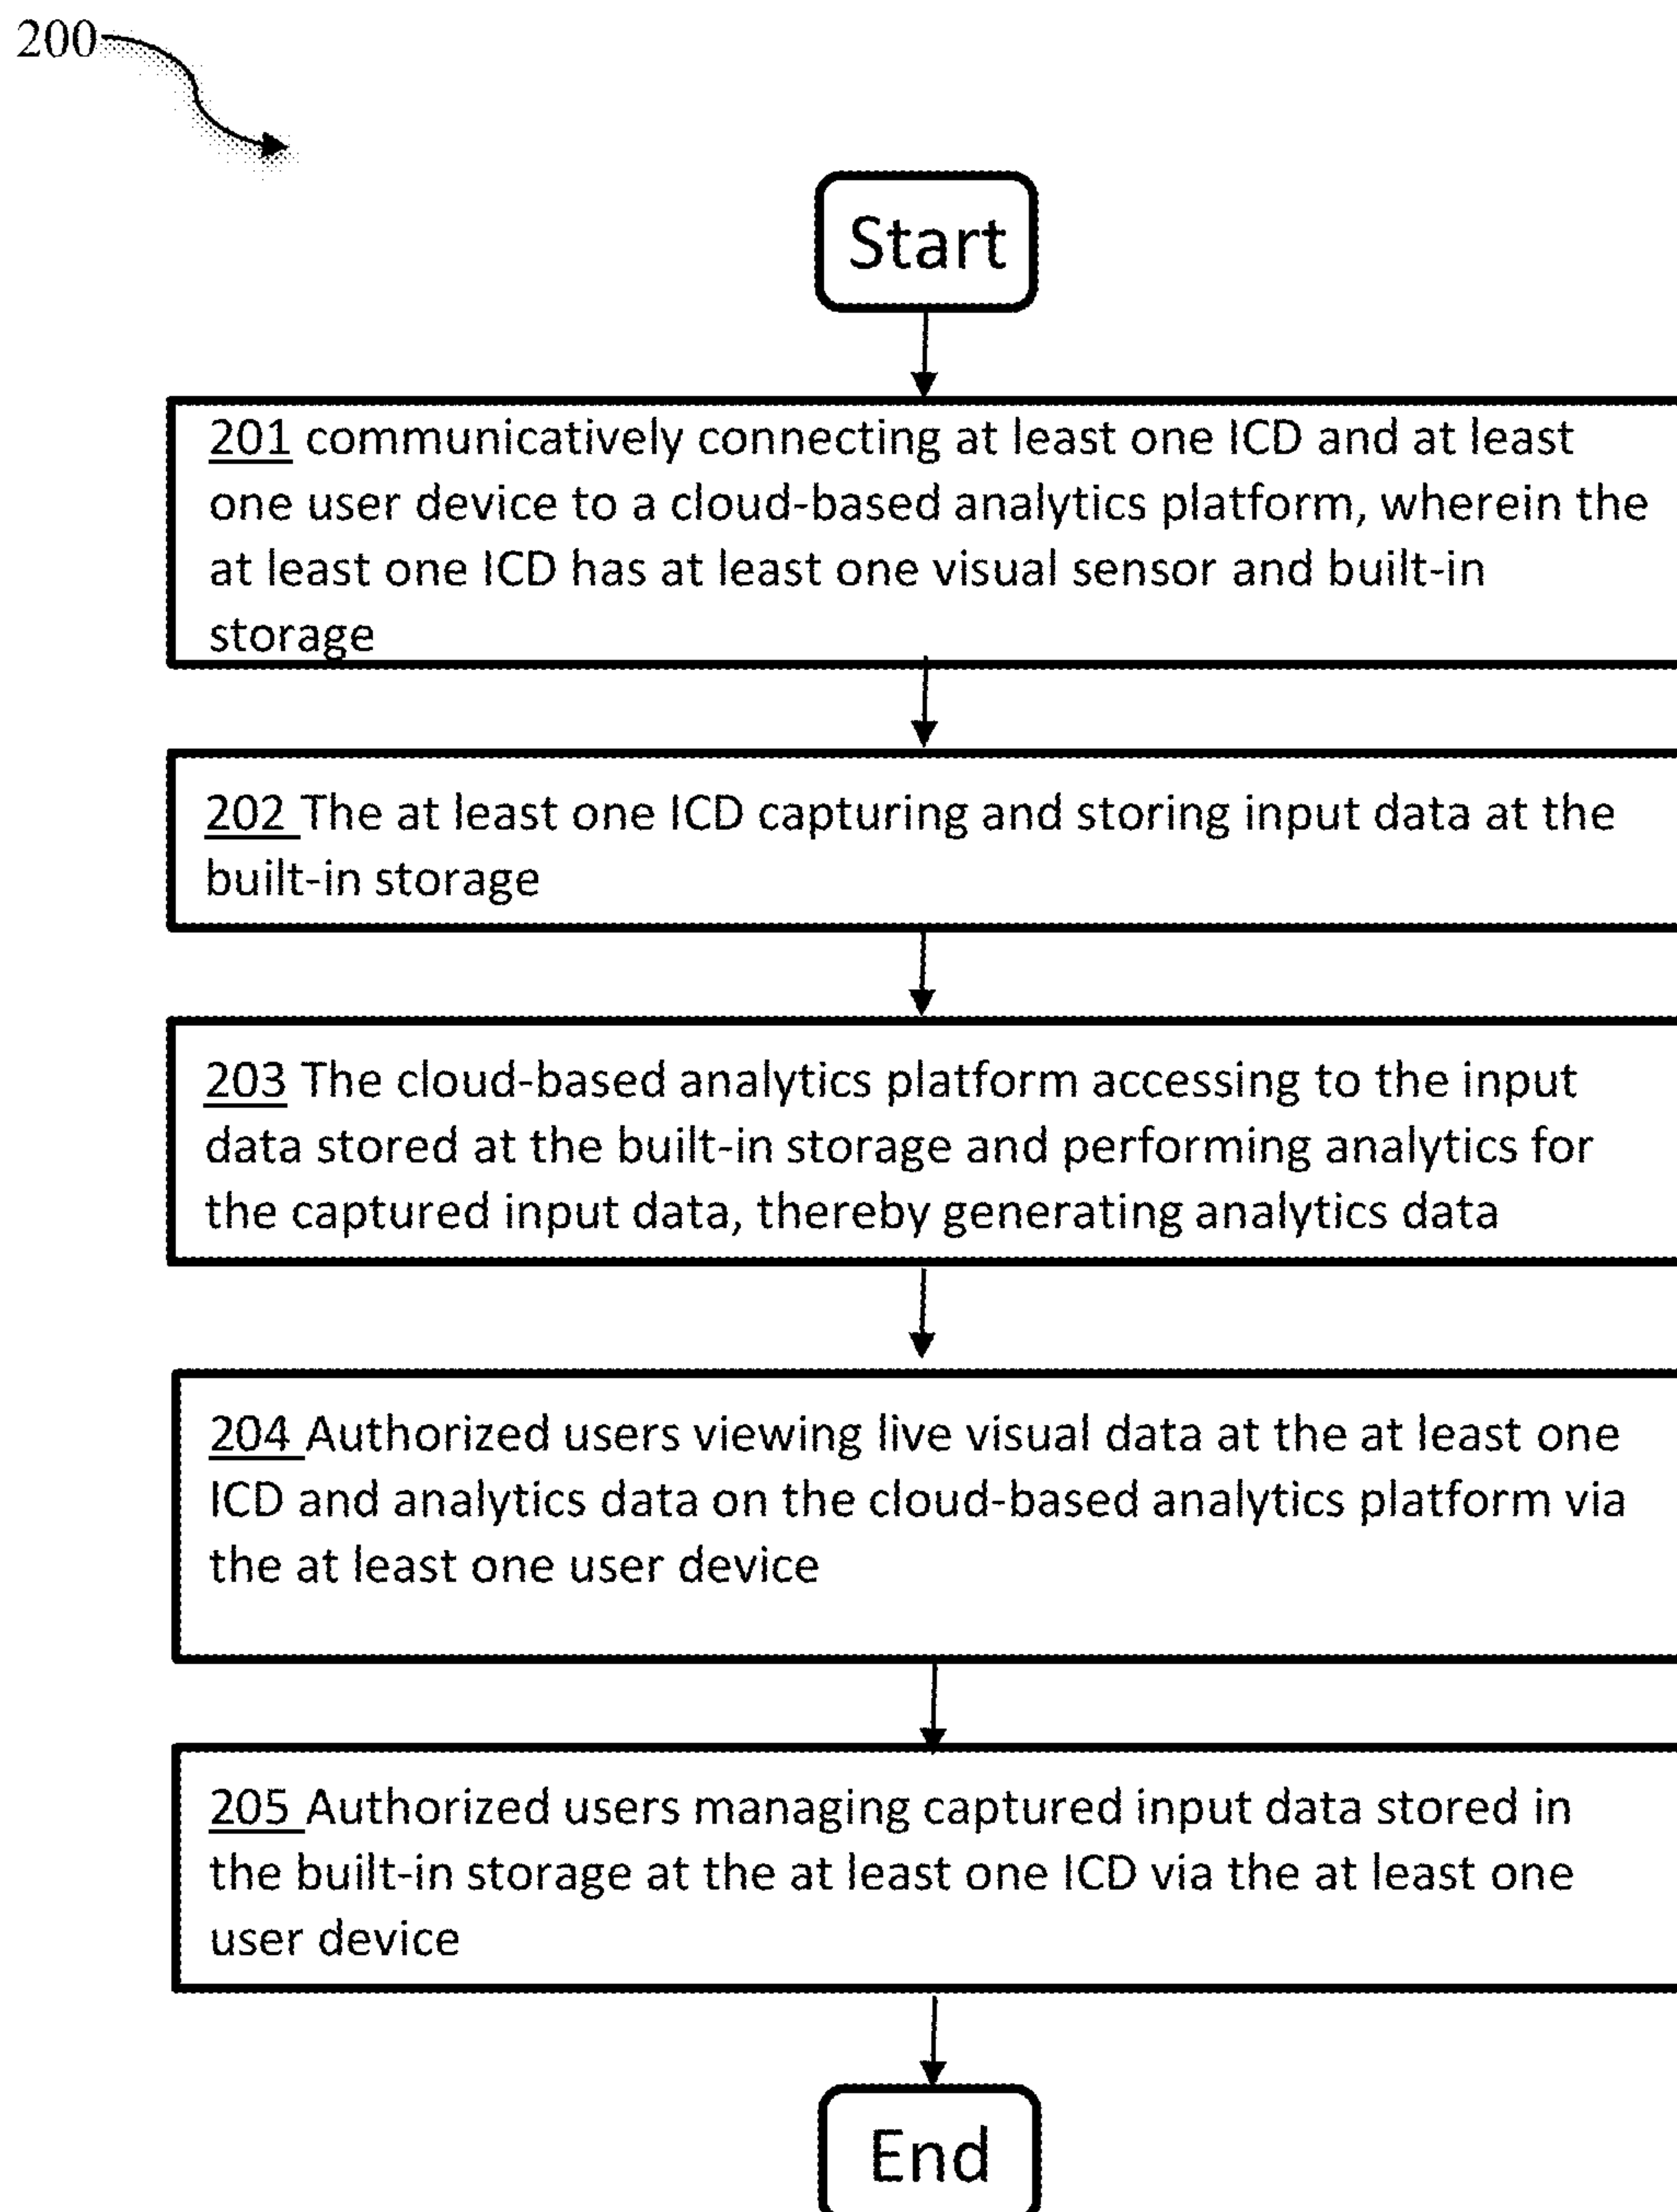 200
Start
201 communicatively connecting at least one ICD and at least
one user device to a cloud-based analytics platform, wherein the
at least one ICD has at least one visual sensor and built-in
storage
202 The at least one ICD capturing and storing input data at the
built-in storage
203 The cloud-based analytics platform accessing to the input
data stored at the built-in storage and performing analytics for
the captured input data, thereby generating analytics data
204 Authorized users viewing live visual data at the at least one
ICD and analytics data on the cloud-based analytics platform via
the at least one user device
205 Authorized users managing captured input data stored in
the built-in storage at the at least one ICD via the at least one
user device
End